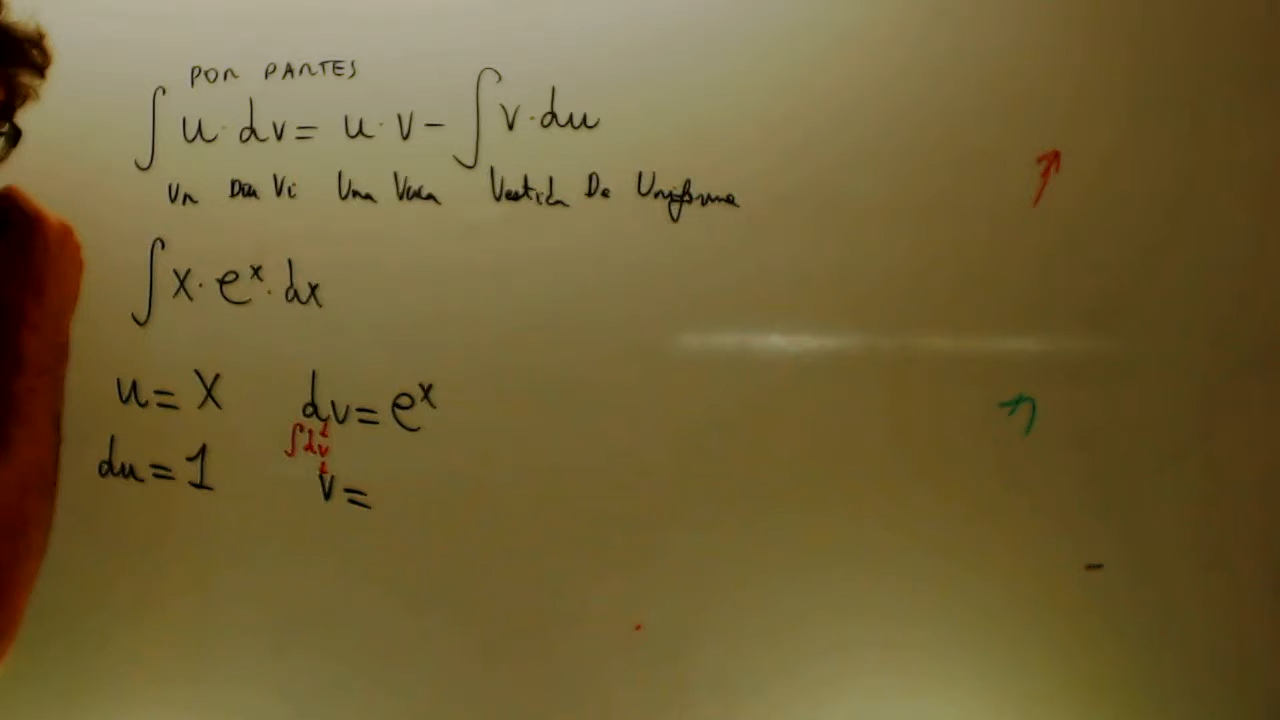 POR PARTES
∫ u · dv = u · v - ∫ v · du
Un Dia Vi Una Vaca Vestida De Uniforme
∫ x · eˣ · dx
u = x dv = eˣ
∫dv
du = 1 v =